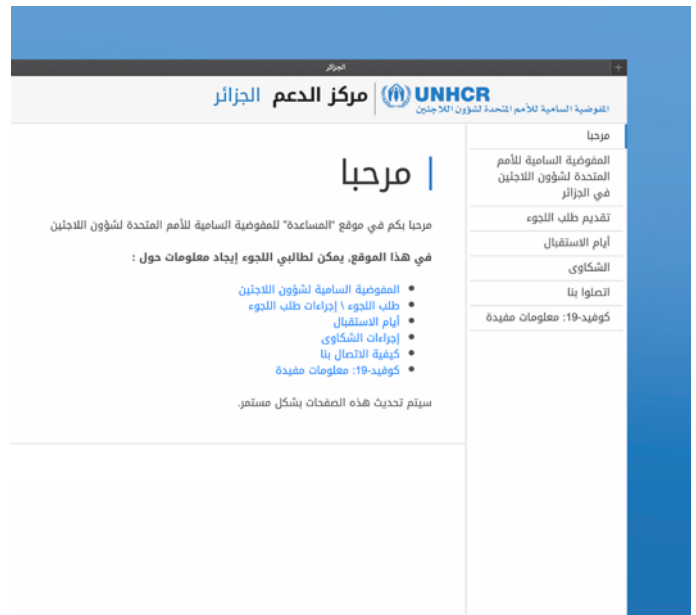 الجزائر
+
UNHCR
المفوضية السامية للأمم المتحدة لشؤون اللاجئين
مركز الدعم الجزائر
مرحبا
المفوضية السامية للأمم
المتحدة لشؤون اللاجئين
في الجزائر
تقديم طلب اللجوء
أيام الاستقبال
الشكاوى
اتصلوا بنا
كوفيد-19: معلومات مفيدة
مرحبا
مرحبا بكم في موقع "المساعدة" للمفوضية السامية للأمم المتحدة لشؤون اللاجئين
في هذا الموقع, يمكن لطالبي اللجوء إيجاد معلومات حول :
المفوضية السامية لشؤون اللاجئين
طلب اللجوء \ إجراءات طلب اللجوء
أيام الاستقبال
إجراءات الشكاوى
كيفية الاتصال بنا
كوفيد-19: معلومات مفيدة
سيتم تحديث هذه الصفحات بشكل مستمر.